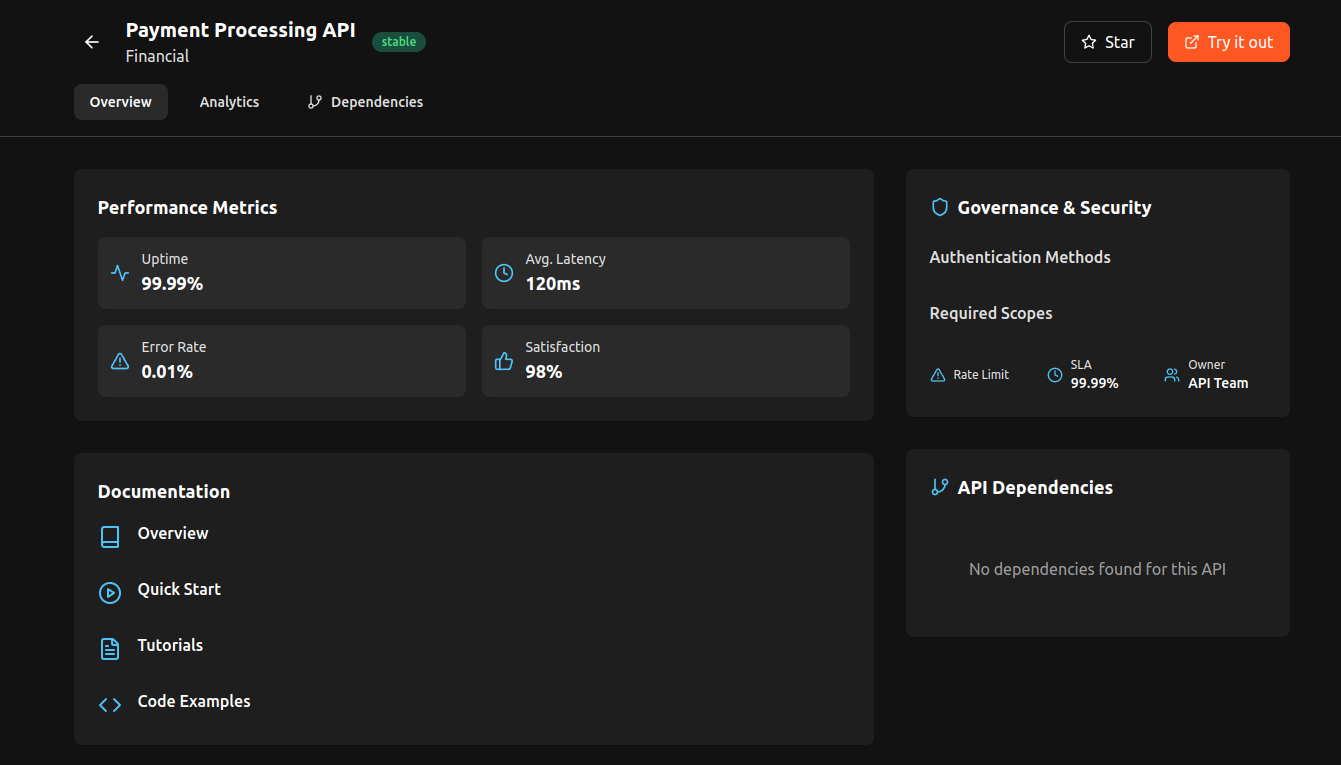 Payment Processing API
stable
Financial
Star
Try it out
Overview
Analytics
Dependencies
Performance Metrics
Uptime
99.99%
Avg. Latency
120ms
Error Rate
0.01%
Satisfaction
98%
Documentation
Overview
Quick Start
Tutorials
Code Examples
Governance & Security
Authentication Methods
Required Scopes
Rate Limit
SLA
99.99%
Owner
API Team
API Dependencies
No dependencies found for this API